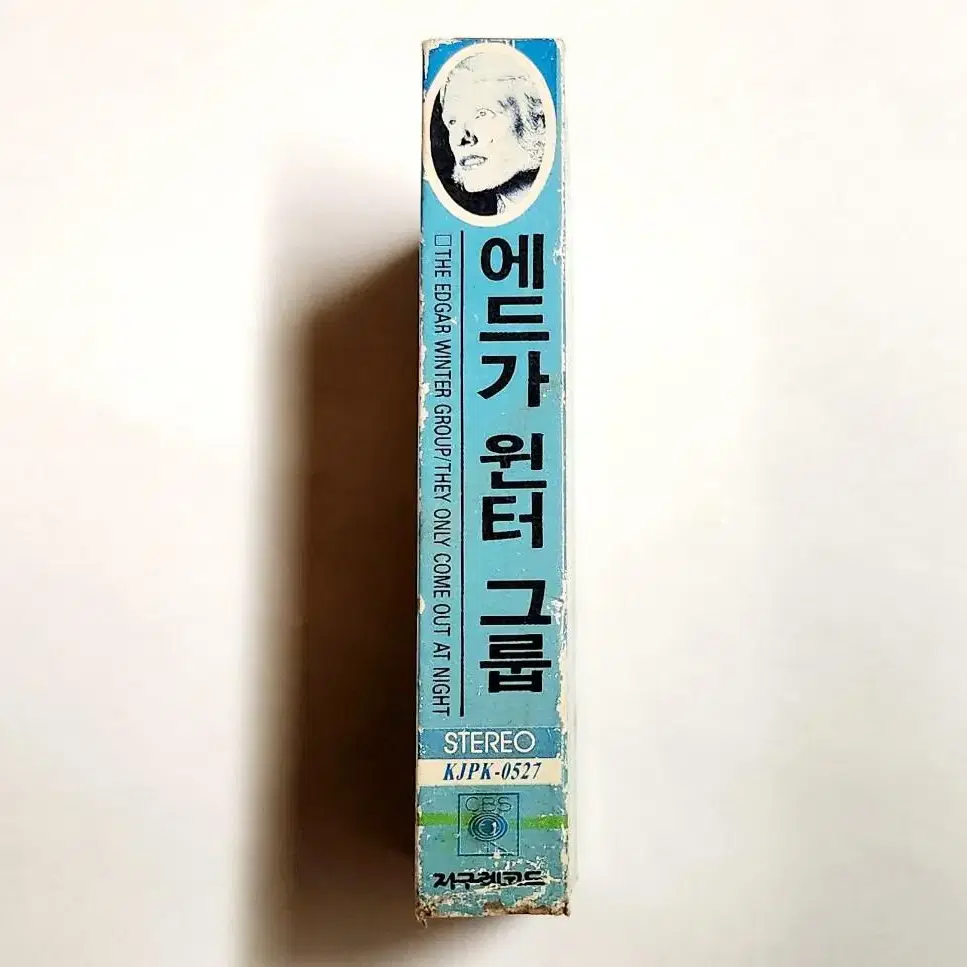 에드가 윈터 그룹
□THE EDGAR WINTER GROUP/THEY ONLY COME OUT AT NIGHT
STEREO
KJPK-0527
CBS
지구레코드